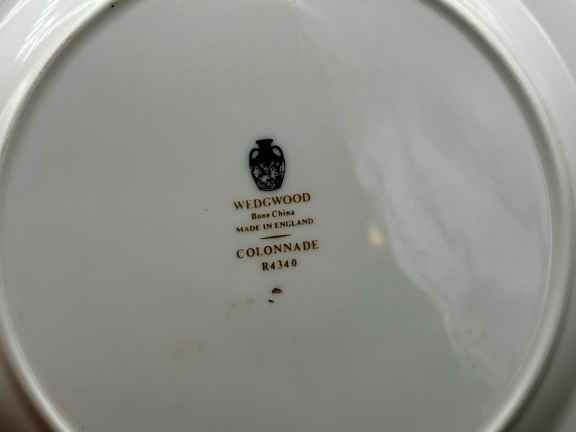 WEDGWOOD
Bone China
MADE IN ENGLAND
COLONNADE
R4340